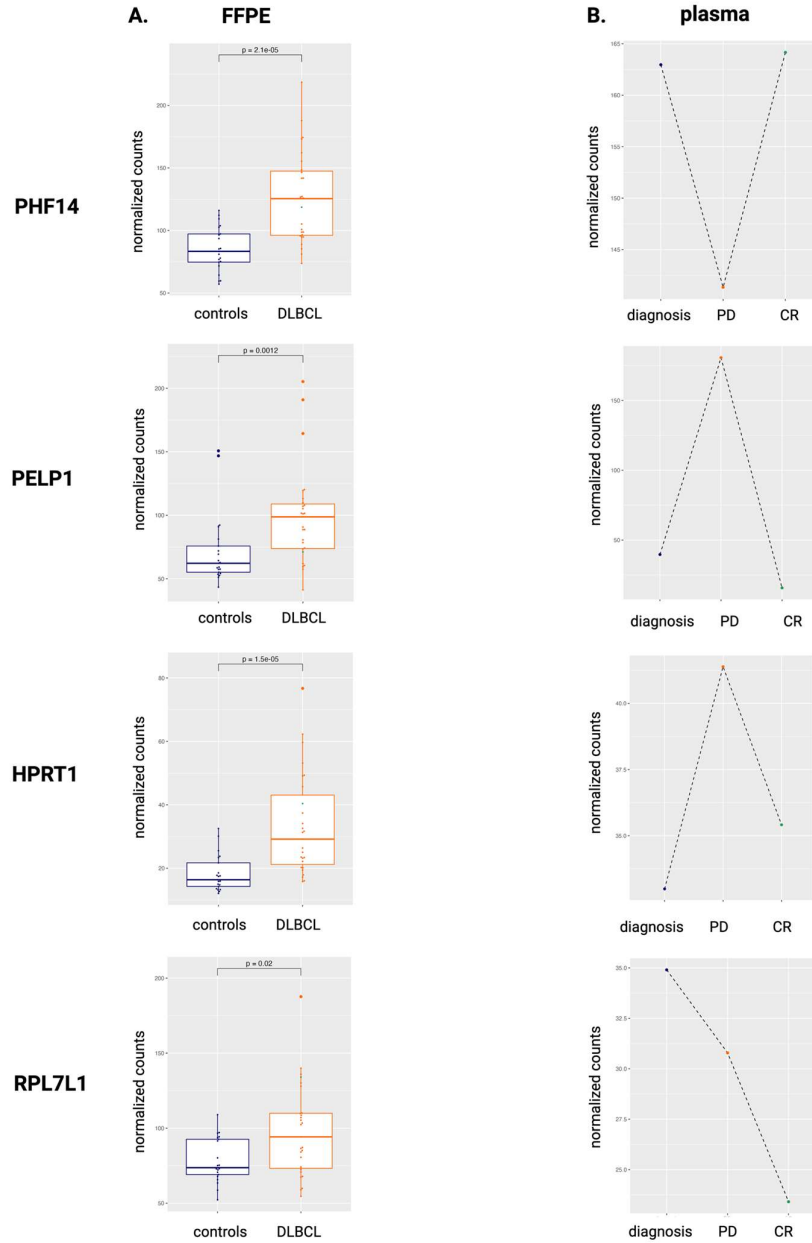 A. FFPE
B. plasma
PHF14
normalized counts
p = 2.1e-05
200
150
100
50
controls DLBCL
normalized counts
165
160
155
150
145
diagnosis PD CR
PELP1
normalized counts
p = 0.0012
200
150
100
50
controls DLBCL
normalized counts
150
100
50
diagnosis PD CR
HPRT1
normalized counts
p = 1.5e-05
80
60
40
20
controls DLBCL
normalized counts
40.0
37.5
35.0
diagnosis PD CR
RPL7L1
normalized counts
p = 0.02
200
150
100
50
controls DLBCL
normalized counts
35.0
32.5
30.0
27.5
25.0
diagnosis PD CR